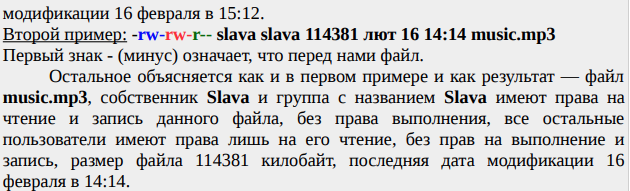 модификации 16 февраля в 15:12.
Второй пример: -rw-rw-r-- slava slava 114381 лют 16 14:14 music.mp3
Первый знак - (минус) означает, что перед нами файл.
Остальное объясняется как и в первом примере и как результат — файл
music.mp3, собственник Slava и группа с названием Slava имеют права на
чтение и запись данного файла, без права выполнения, все остальные
пользователи имеют права лишь на его чтение, без прав на выполнение и
запись, размер файла 114381 килобайт, последняя дата модификации 16
февраля в 14:14.